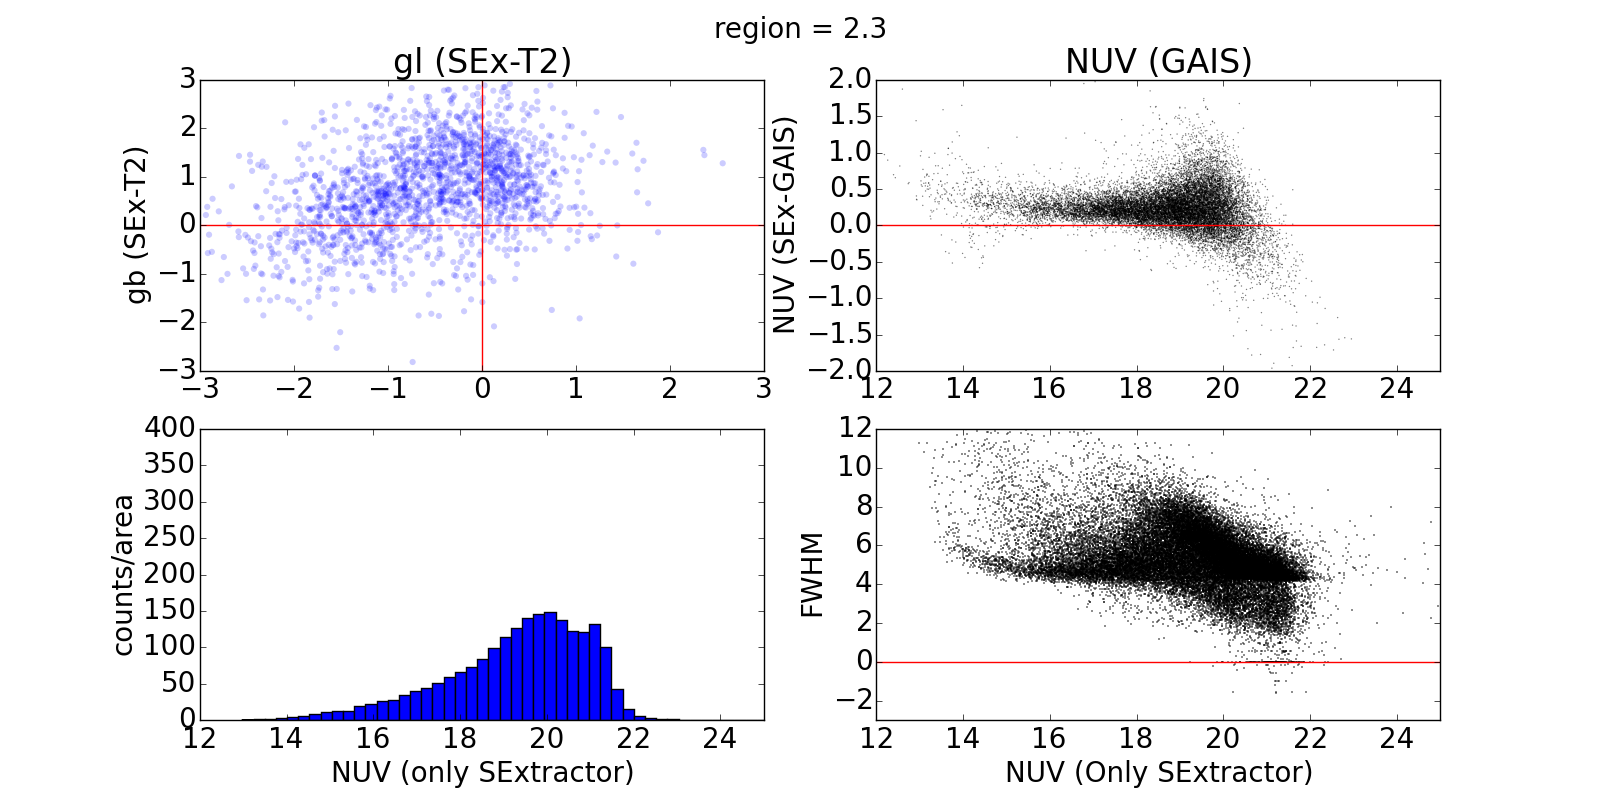 region = 2.3
gl (SEx-T2)
NUV (GAIS)
gb (SEx-T2)
3
2
1
0
−1
−2
−3
−3 −2 −1 0 1 2 3
NUV (SEx-GAIS)
2.0
1.5
1.0
0.5
0.0
−0.5
−1.0
−1.5
−2.0
12 14 16 18 20 22 24
counts/area
400
350
300
250
200
150
100
50
0
12 14 16 18 20 22 24
NUV (only SExtractor)
FWHM
12
10
8
6
4
2
0
−2
12 14 16 18 20 22 24
NUV (Only SExtractor)